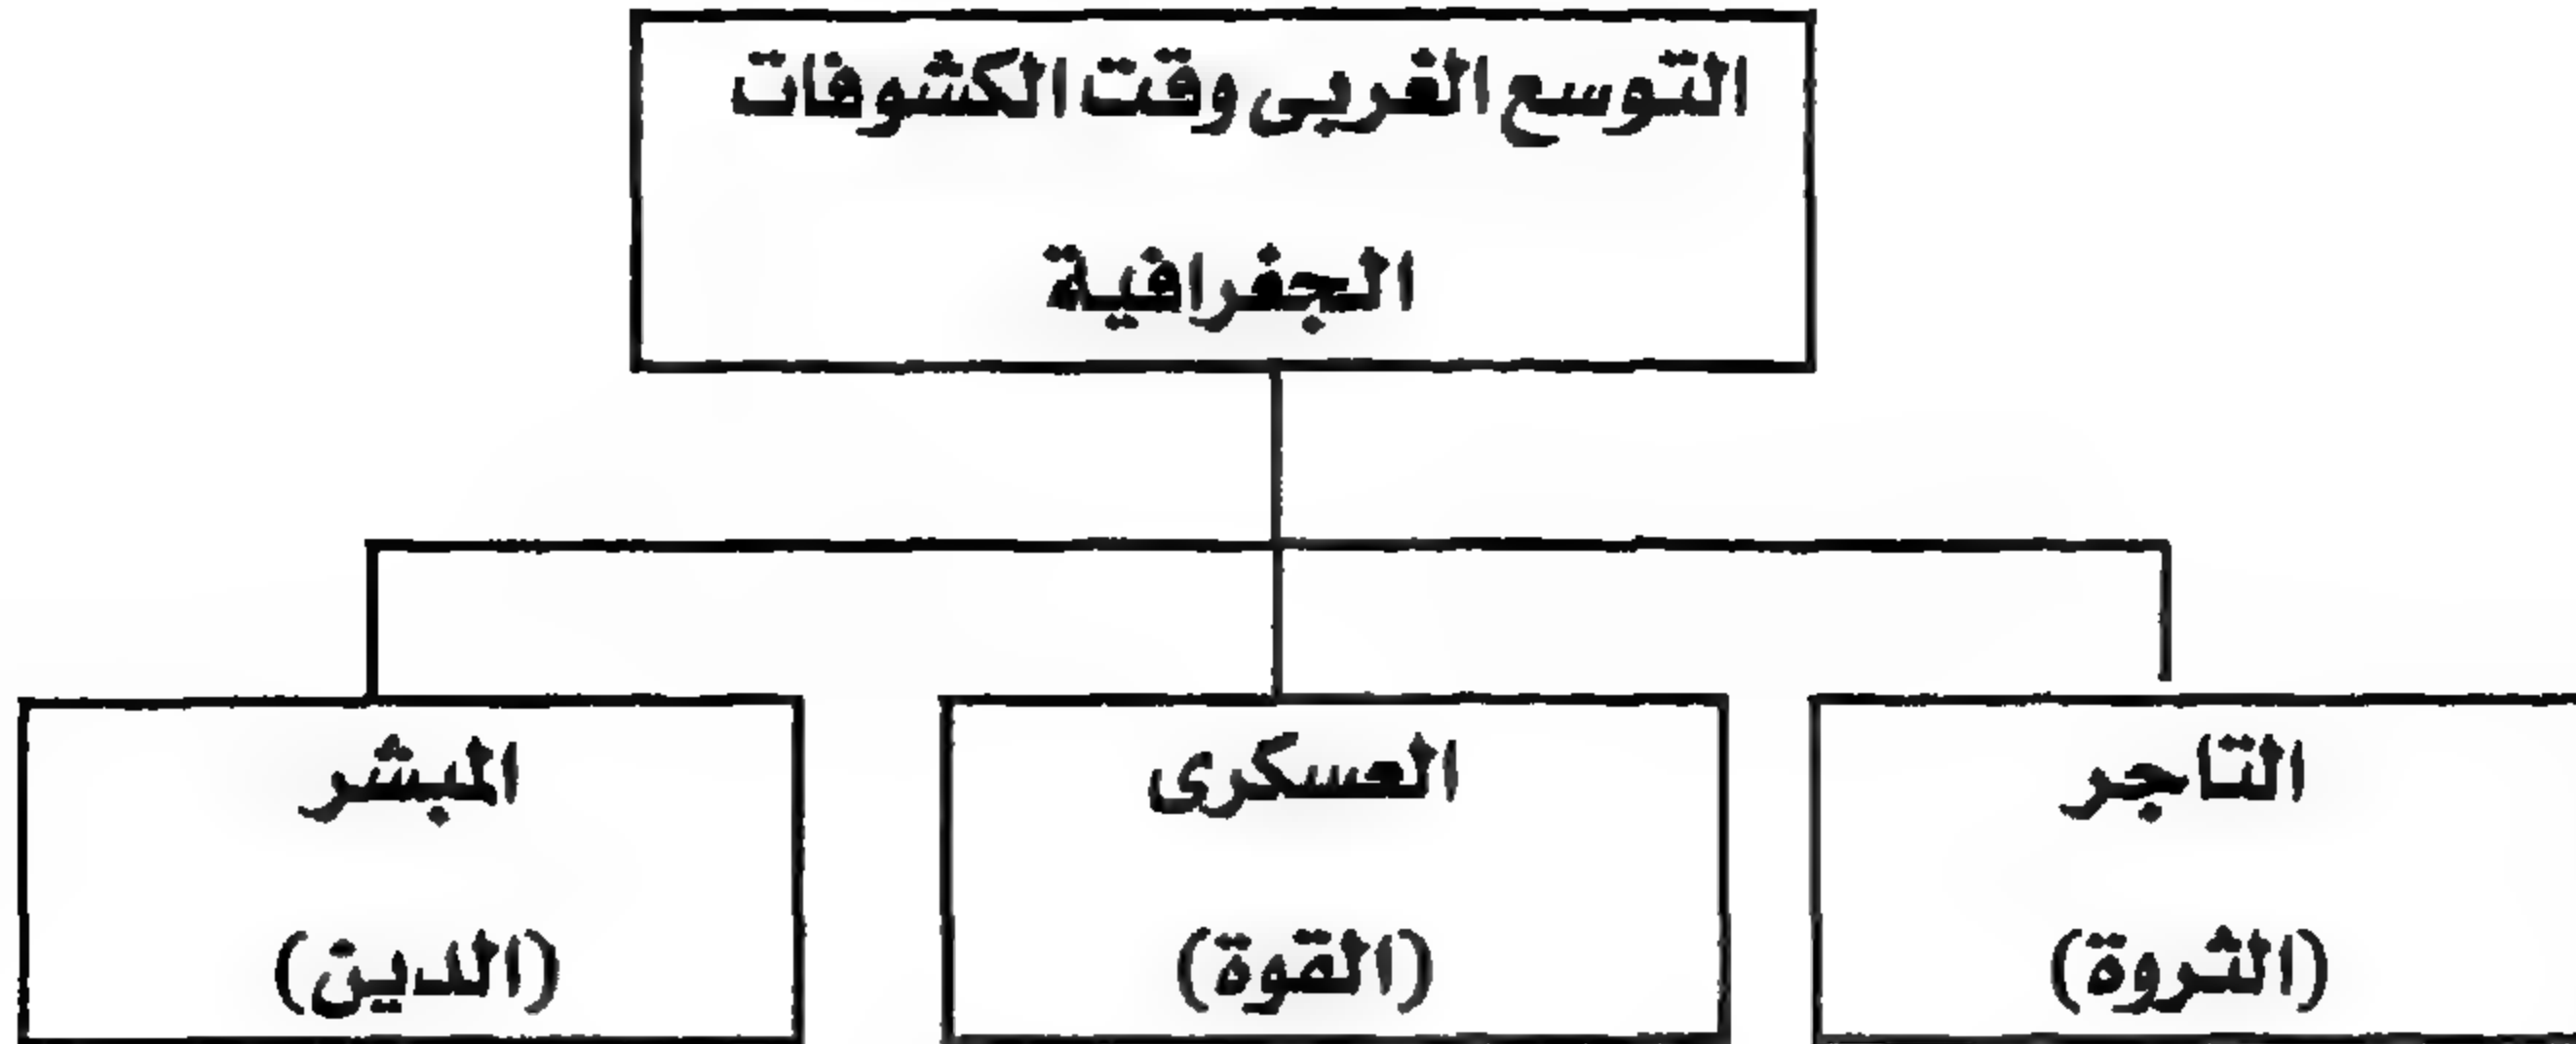 التوسع الغربى وقت الكشوفات
الجغرافية
التاجر
(الثروة)
العسكرى
(القوة)
المبشر
(الدين)